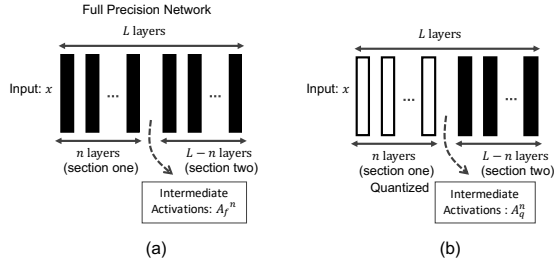 Full Precision Network
L layers
Input: x
...
...
n layers
(section one)
L − n layers
(section two)
Intermediate
Activations: A_f^n
(a)
L layers
Input: x
...
...
n layers
(section one)
Quantized
L − n layers
(section two)
Intermediate
Activations : A_q^n
(b)